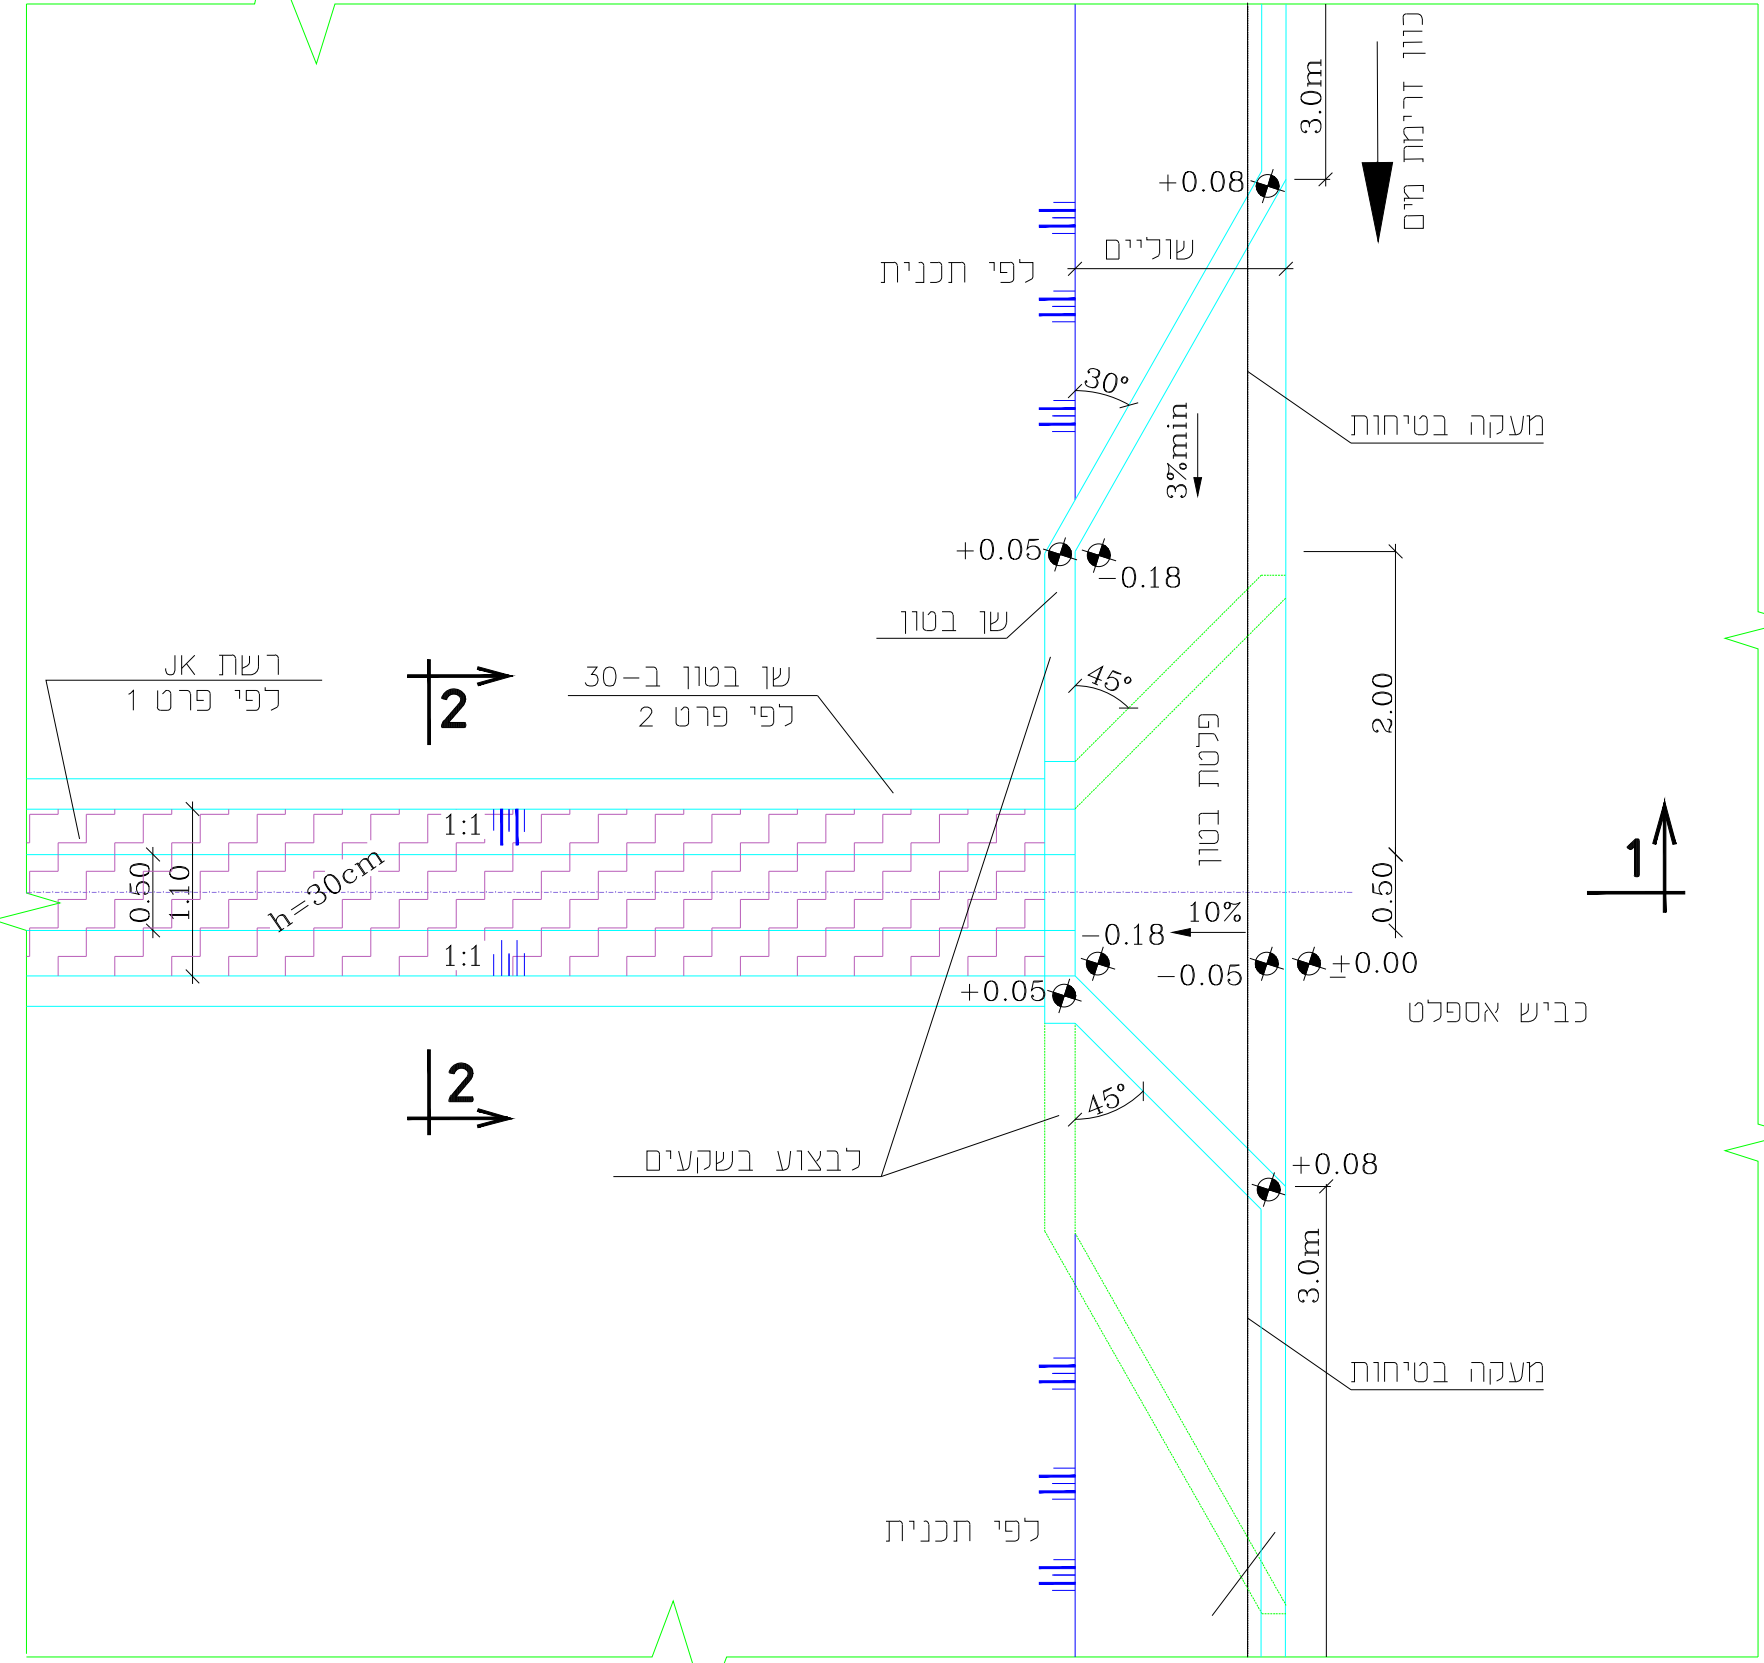 כוון זרימת מים
3.0m
+0.08
שוליים
לפי תכנית
30°
מעקה בטיחות
3%min
+0.05
-0.18
שן בטון
רשת JK
לפי פרט 1
2
שן בטון ב-30
לפי פרט 2
45°
2.00
פלטת בטון
1:1
h=30cm
0.50
1.10
0.50
1
10%
-0.18
-0.05
±0.00
1:1
+0.05
כביש אספלט
2
45°
לבצוע בשקעים
+0.08
3.0m
מעקה בטיחות
לפי תכנית